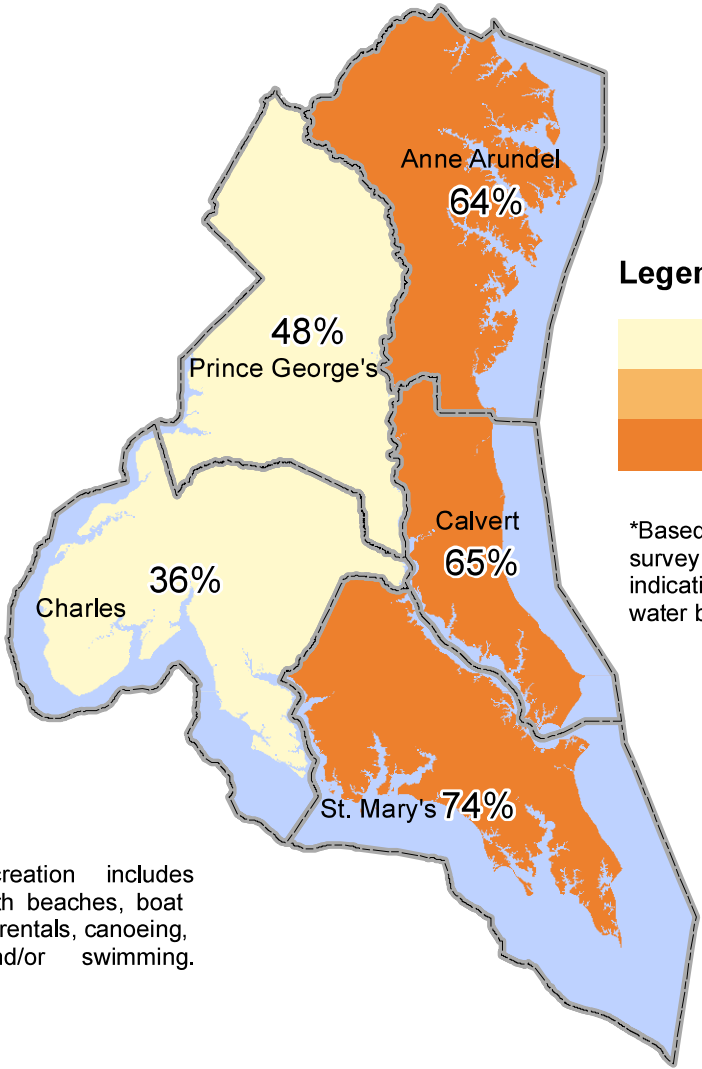 Anne Arundel
64%
Legen
48%
Prince George's
Calvert
65%
*Based
survey
indicati
water b
36%
Charles
St. Mary's 74%
creation includes
th beaches, boat
rentals, canoeing,
nd/or swimming.